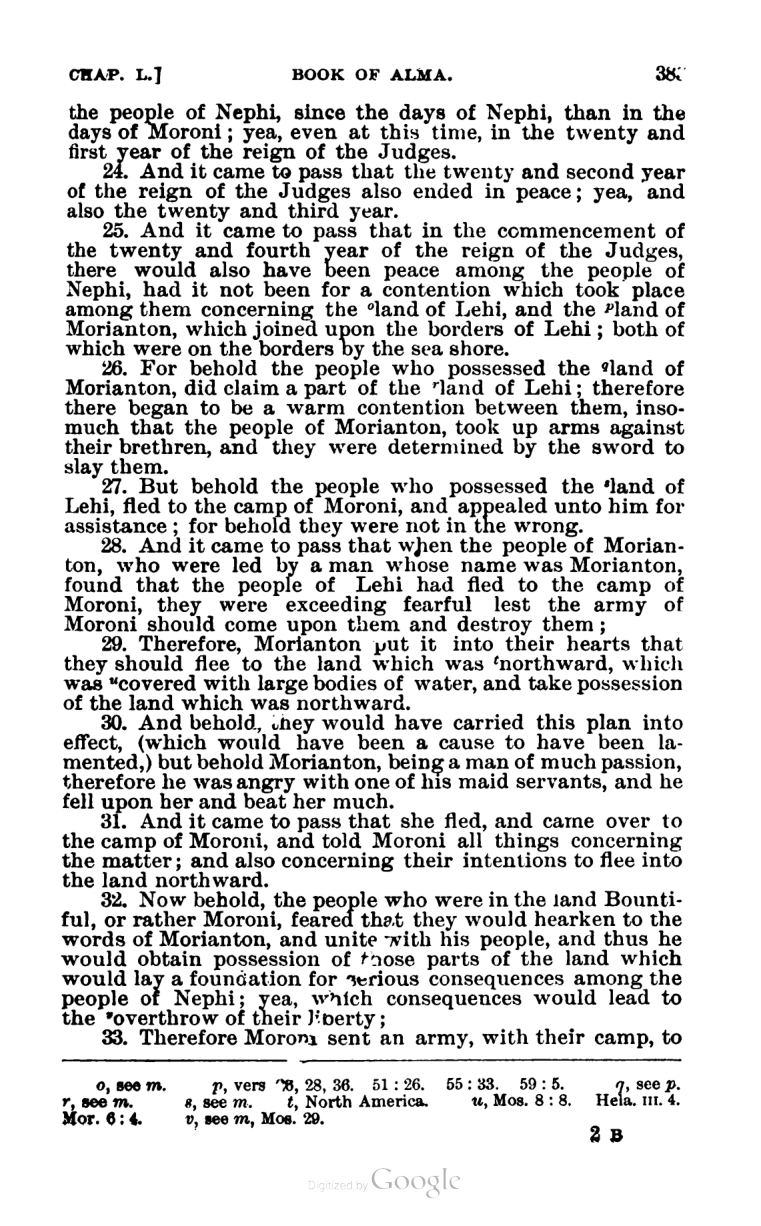 CHAP. L.] BOOK OF ALMA. 38
the people of Nephi, since the days of Nephi, than in the
days of Moroni; yea, even at this time, in the twenty and
first year of the reign of the Judges.
24. And it came to pass that the twenty and second year
of the reign of the Judges also ended in peace; yea, and
also the twenty and third year.
25. And it came to pass that in the commencement of
the twenty and fourth year of the reign of the Judges,
there would also have been peace among the people of
Nephi, had it not been for a contention which took place
among them concerning the ᵒland of Lehi, and the ᵖland of
Morianton, which joined upon the borders of Lehi; both of
which were on the borders by the sea shore.
26. For behold the people who possessed the qland of
Morianton, did claim a part of the ʳland of Lehi; therefore
there began to be a warm contention between them, inso-
much that the people of Morianton, took up arms against
their brethren, and they were determined by the sword to
slay them.
27. But behold the people who possessed the ˢland of
Lehi, fled to the camp of Moroni, and appealed unto him for
assistance; for behold they were not in the wrong.
28. And it came to pass that when the people of Morian-
ton, who were led by a man whose name was Morianton,
found that the people of Lehi had fled to the camp of
Moroni, they were exceeding fearful lest the army of
Moroni should come upon them and destroy them;
29. Therefore, Morianton put it into their hearts that
they should flee to the land which was ᵗnorthward, which
was ᵘcovered with large bodies of water, and take possession
of the land which was northward.
30. And behold, they would have carried this plan into
effect, (which would have been a cause to have been la-
mented,) but behold Morianton, being a man of much passion,
therefore he was angry with one of his maid servants, and he
fell upon her and beat her much.
31. And it came to pass that she fled, and came over to
the camp of Moroni, and told Moroni all things concerning
the matter; and also concerning their intentions to flee into
the land northward.
32. Now behold, the people who were in the land Bounti-
ful, or rather Moroni, feared that they would hearken to the
words of Morianton, and unite with his people, and thus he
would obtain possession of those parts of the land which
would lay a foundation for serious consequences among the
people of Nephi; yea, which consequences would lead to
the ᵛoverthrow of their liberty;
33. Therefore Moroni sent an army, with their camp, to
o, see m. p, vers 26, 28, 36. 51 : 26. 55 : 33. 59 : 5. q, see p.
r, see m. s, see m. t, North America. u, Mos. 8 : 8. Hela. III. 4.
Mor. 6 : 4. v, see m, Mos. 29.
2 B
Digitized by Google